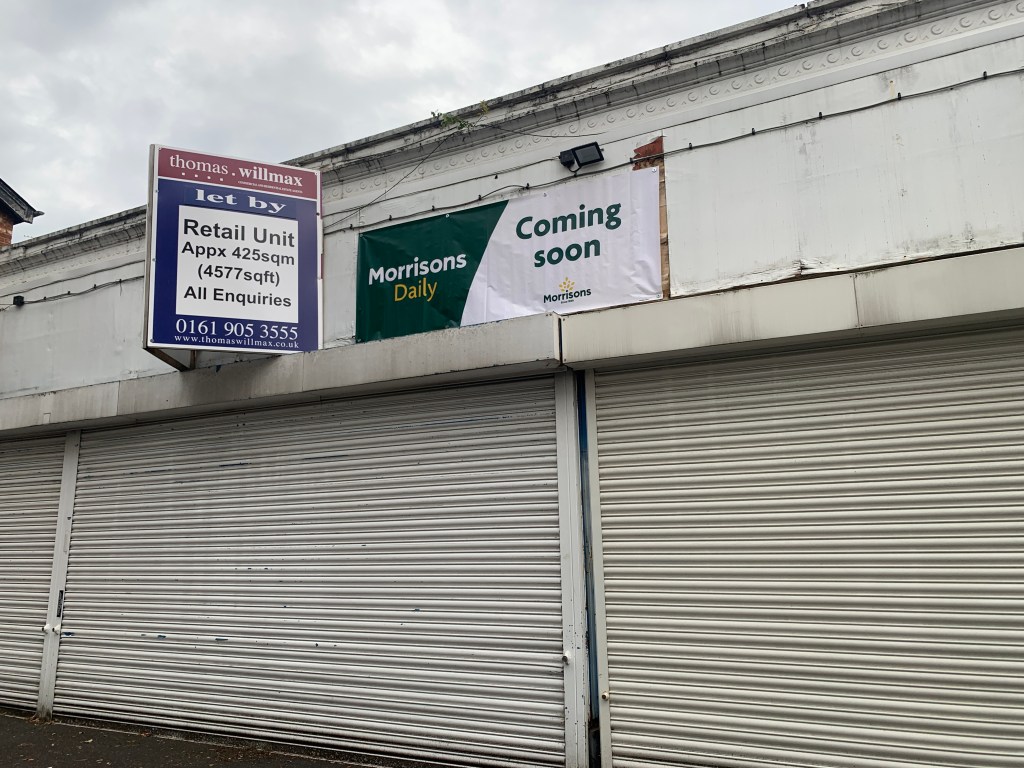 thomas.willmax
let by
Retail Unit
Appx 425sqm
(4577sqft)
All Enquiries
0161 905 3555
www.thomaswillmax.co.uk
Morrisons
Daily
Coming
soon
Morrisons